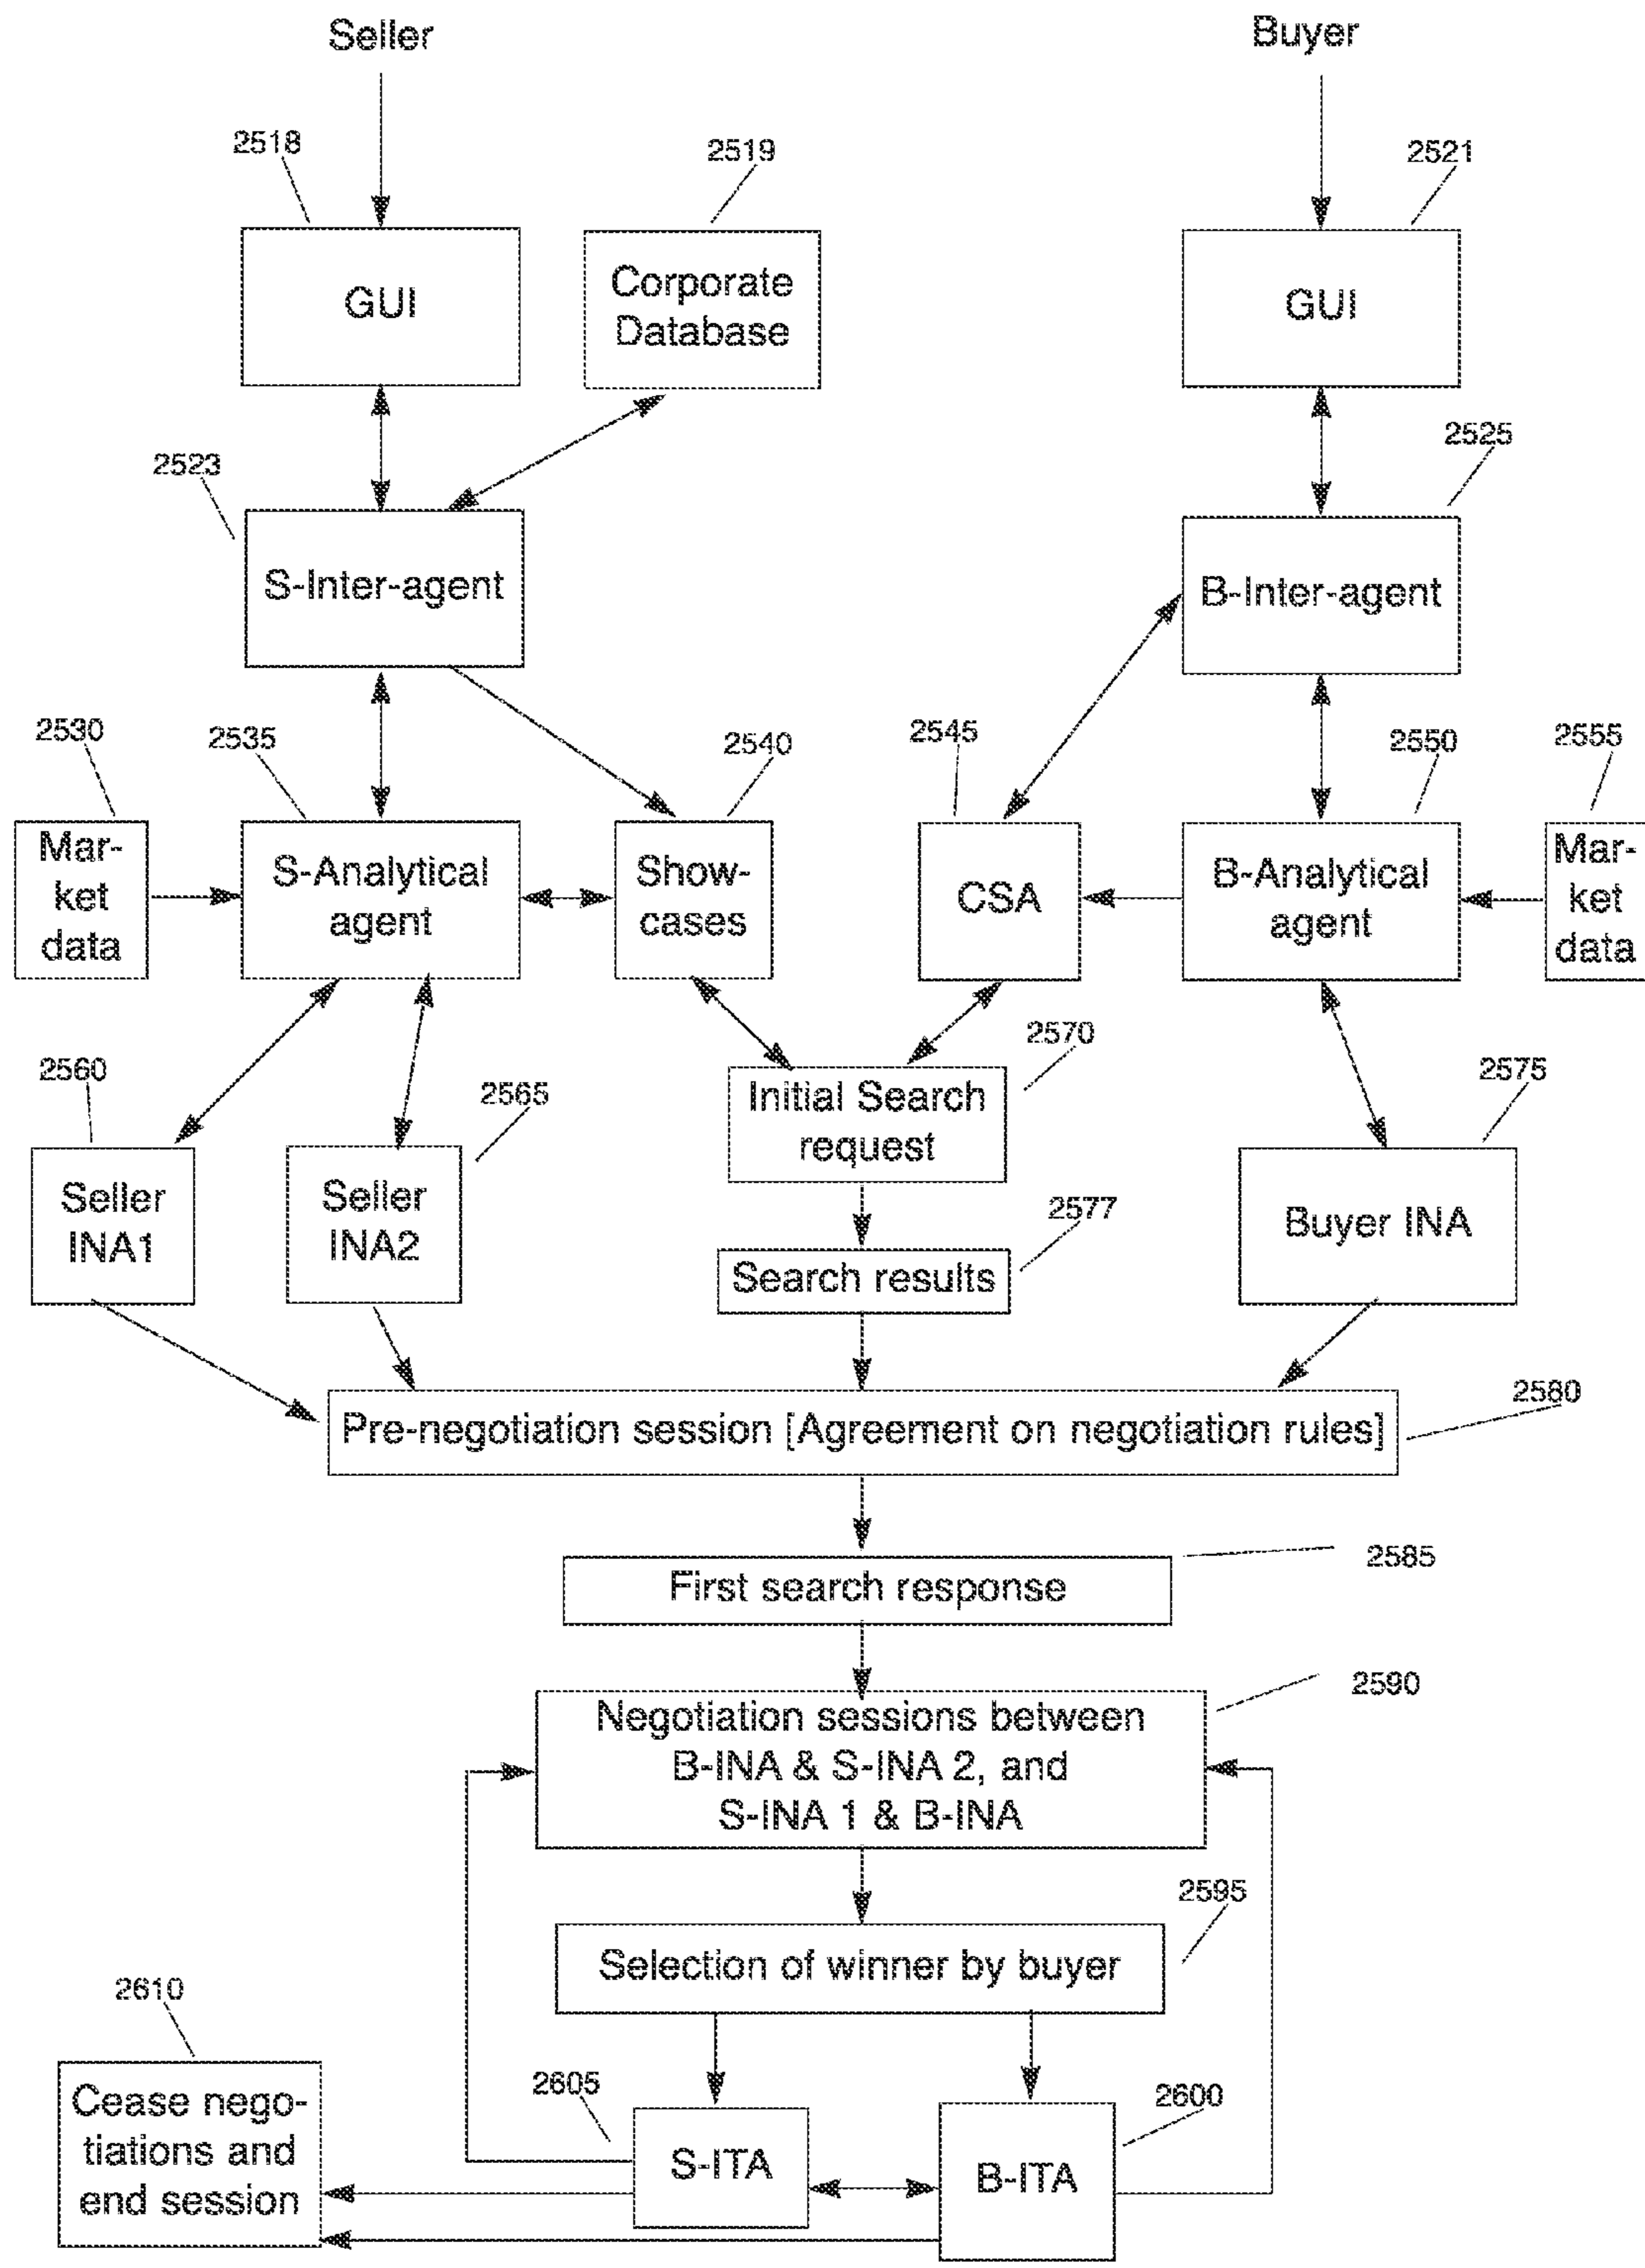 Seller
Buyer
2518
2519
2521
GUI
Corporate
Database
GUI
2523
2525
S-Inter-agent
B-Inter-agent
2530
2535
2540
2545
2550
2555
Mar-
ket
data
S-Analytical
agent
Show-
cases
CSA
B-Analytical
agent
Mar-
ket
data
2560
2565
2570
2575
Initial Search
request
Seller
INA1
Seller
INA2
2577
Buyer INA
Search results
2580
Pre-negotiation session [Agreement on negotiation rules]
2585
First search response
2590
Negotiation sessions between
B-INA & S-INA 2, and
S-INA 1 & B-INA
2595
Selection of winner by buyer
2610
2605
2600
Cease nego-
tiations and
end session
S-ITA
B-ITA